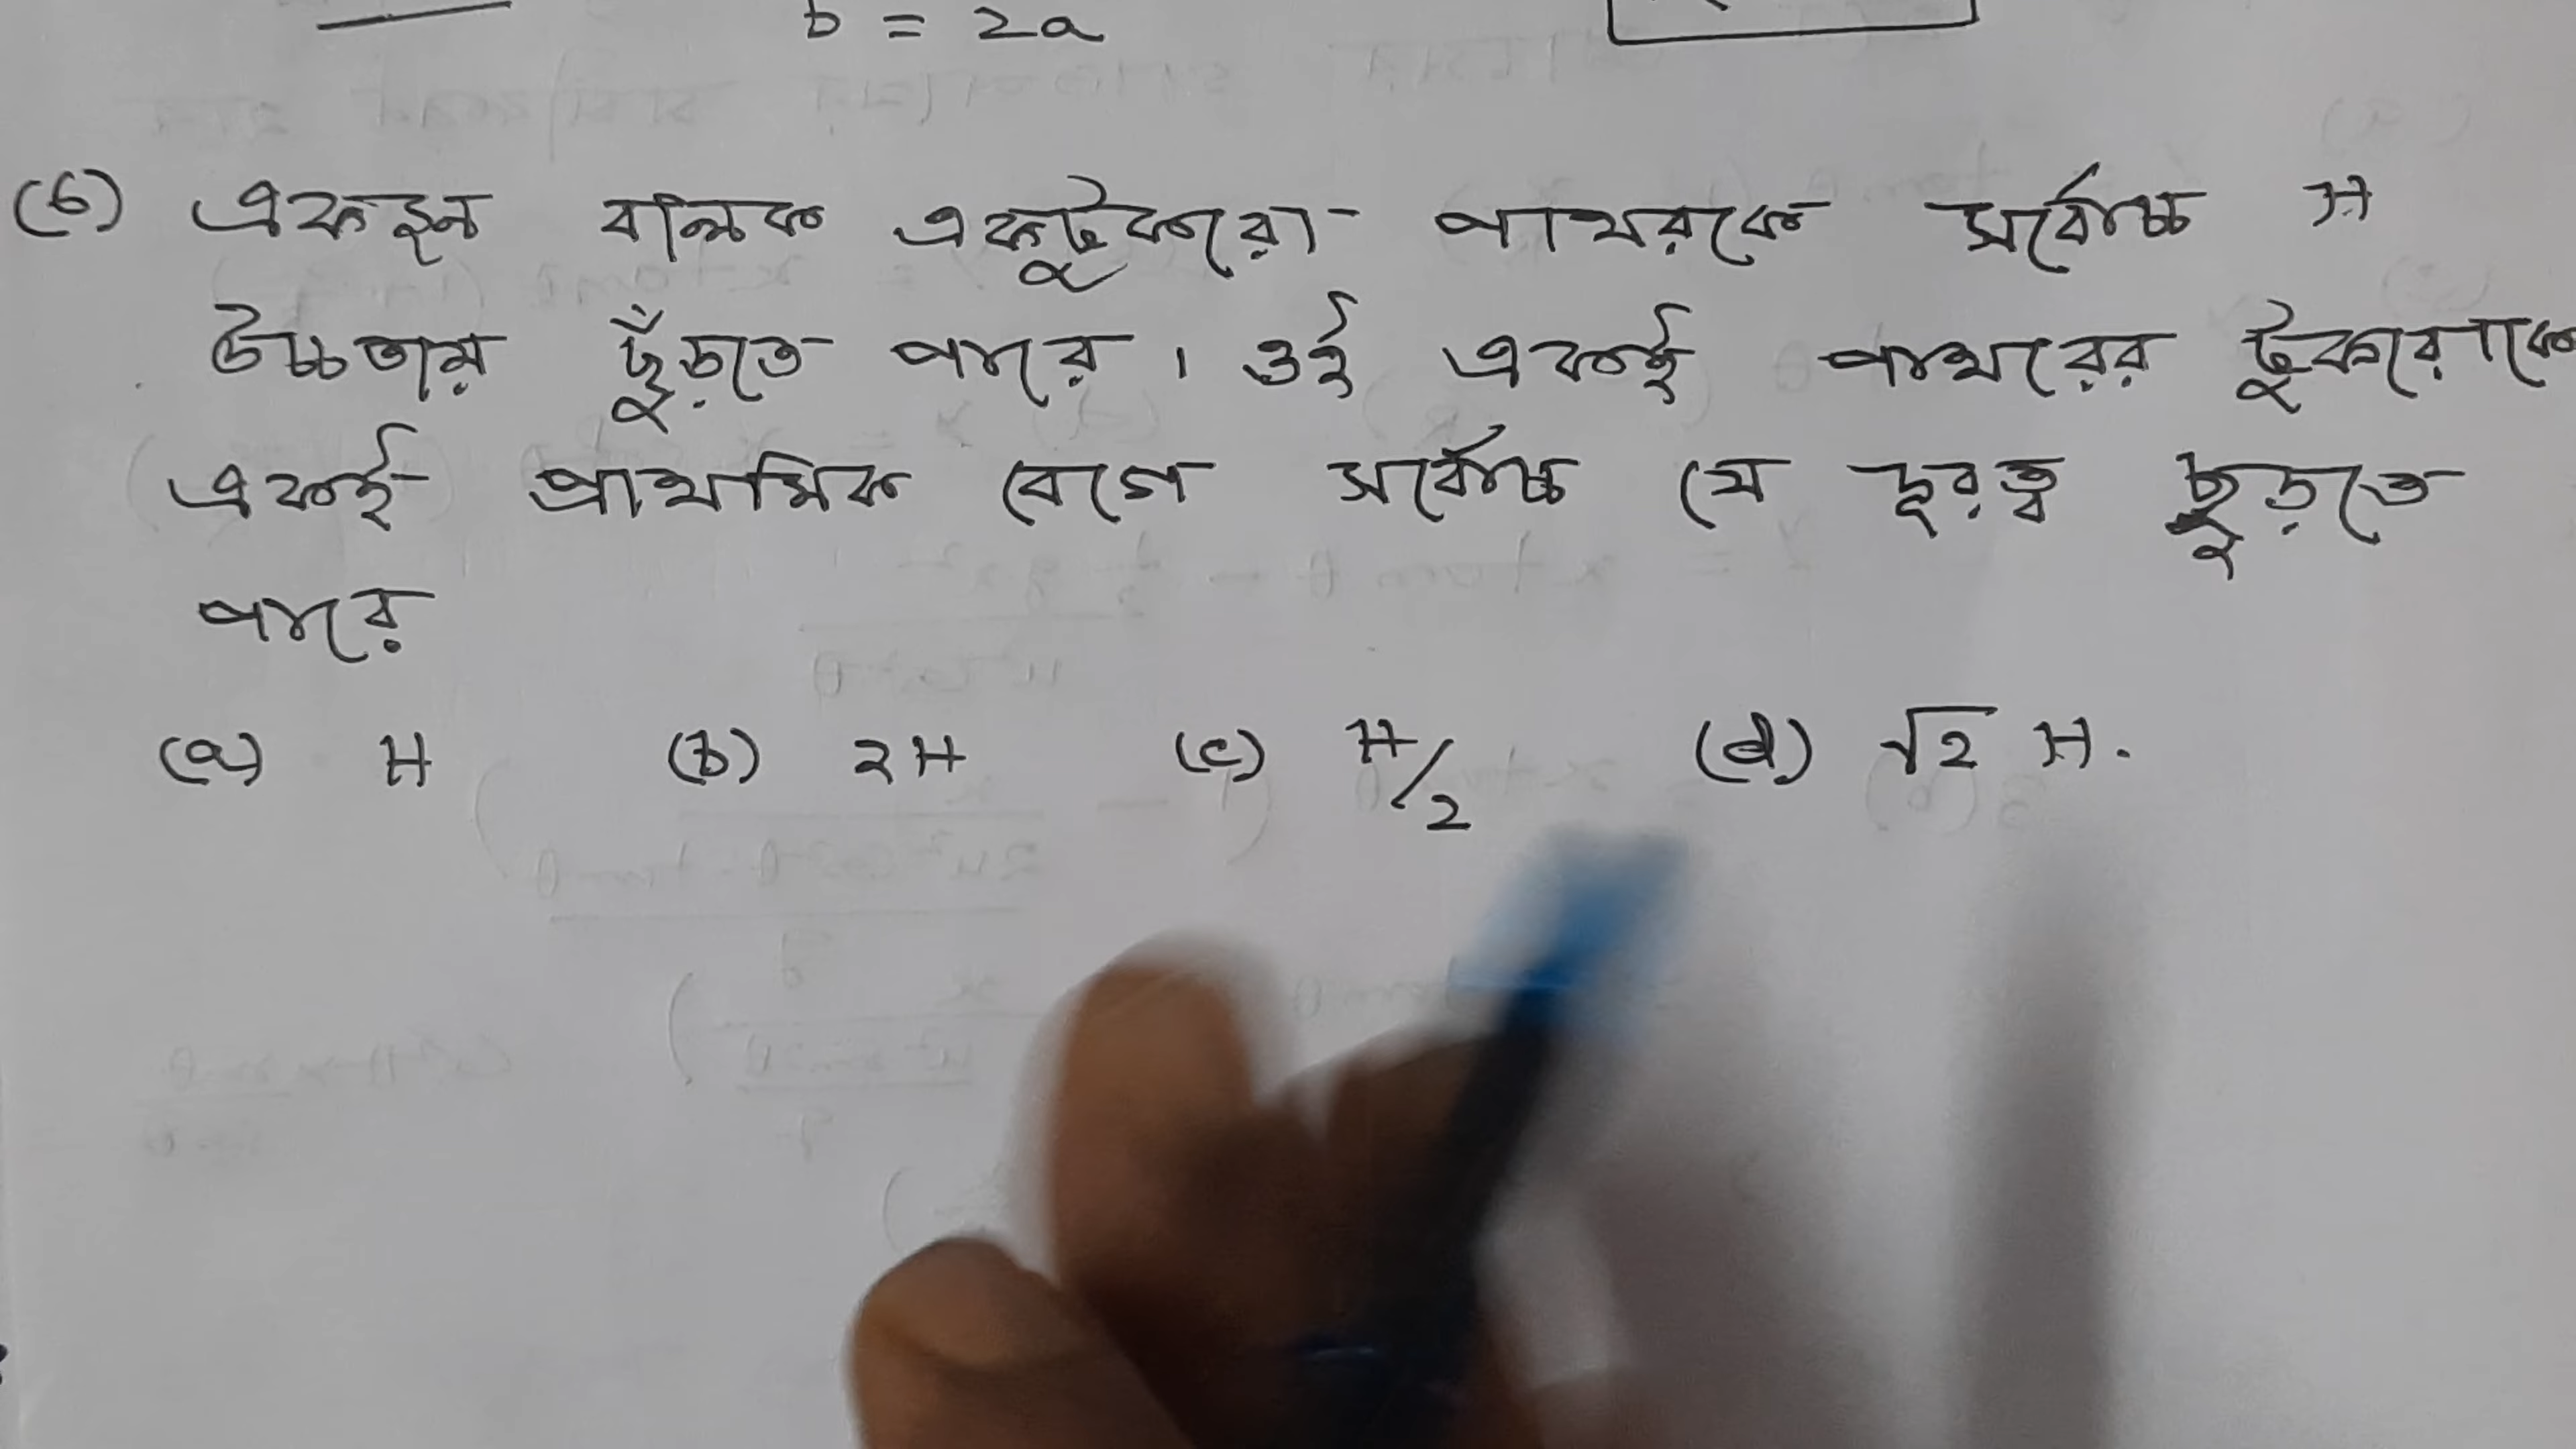 b = 2a
(6) একজন বালক একটুকরো পাথরকে সর্বোচ্চ H
উচ্চতায় ছুঁড়তে পারে । ওই একই পাথরের টুকরোকে
একই প্রাথমিক বেগে সর্বোচ্চ যে দূরত্ব ছুড়তে
পারে
(a) H (b) 2H (c) H/2 (d) √2 H.